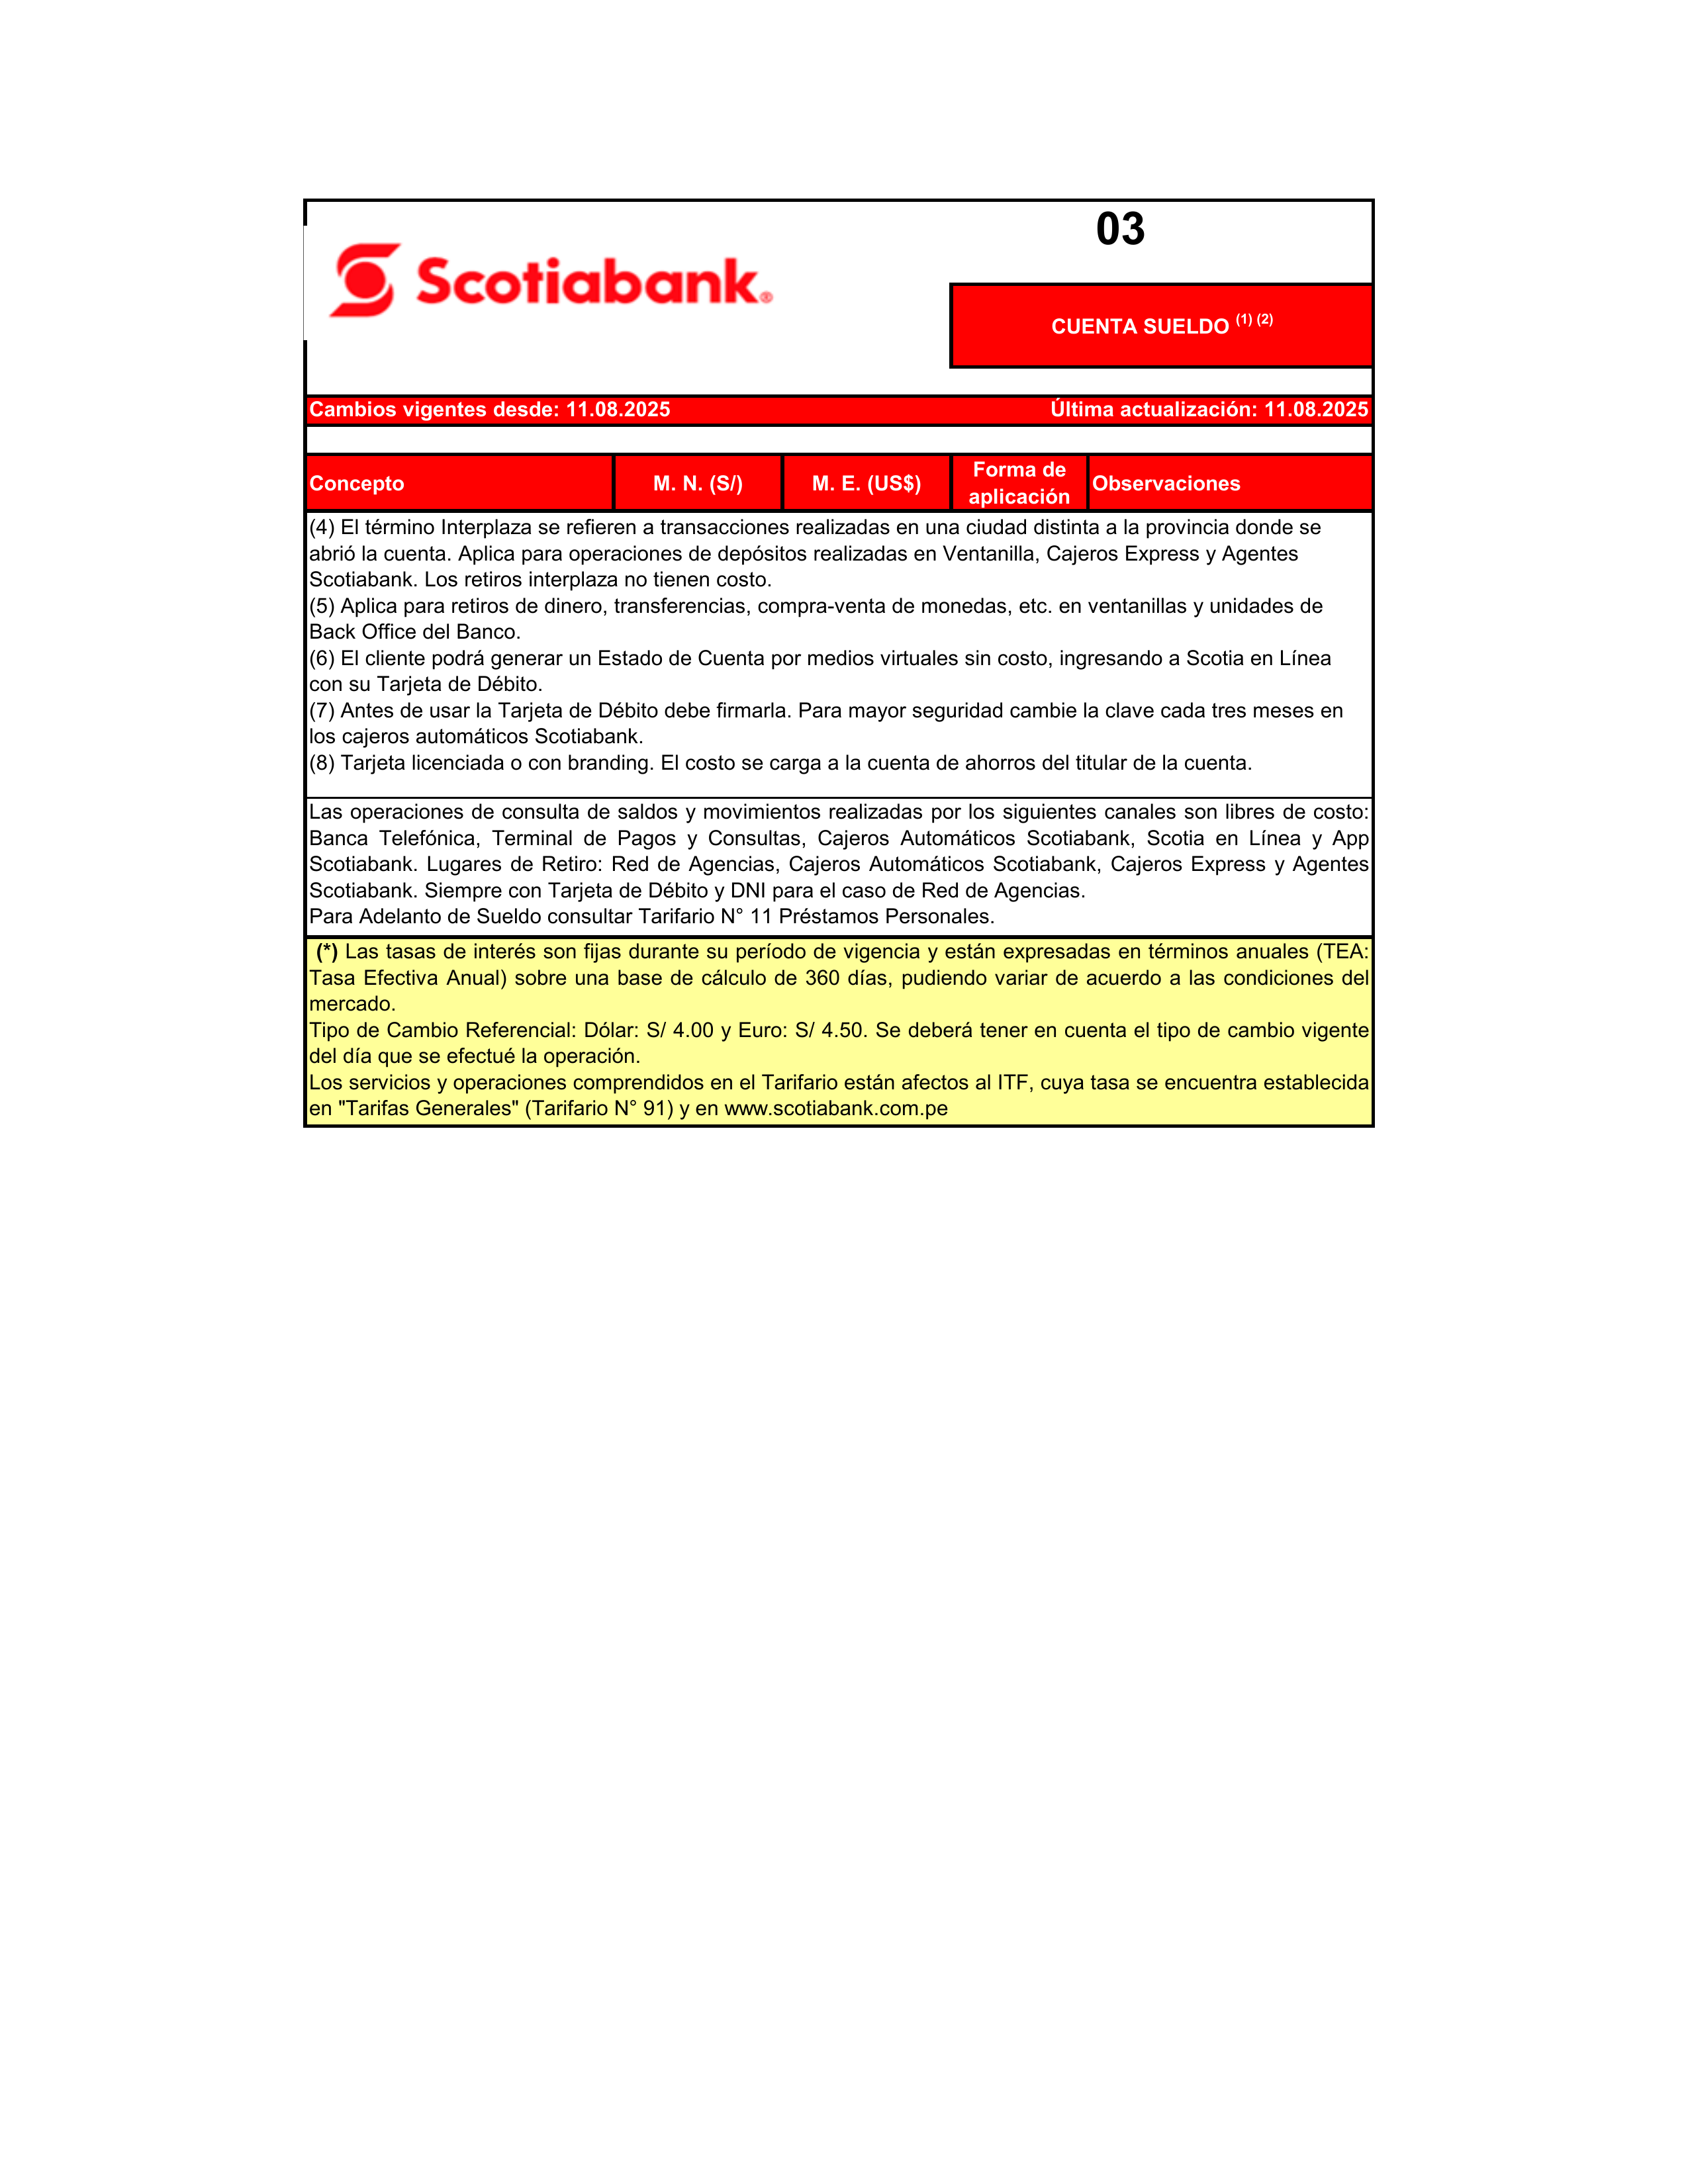 03
Scotiabank®
CUENTA SUELDO (1) (2)
Cambios vigentes desde: 11.08.2025 Última actualización: 11.08.2025
Concepto M. N. (S/) M. E. (US$) Forma de aplicación Observaciones
(4) El término Interplaza se refieren a transacciones realizadas en una ciudad distinta a la provincia donde se
abrió la cuenta. Aplica para operaciones de depósitos realizadas en Ventanilla, Cajeros Express y Agentes
Scotiabank. Los retiros interplaza no tienen costo.
(5) Aplica para retiros de dinero, transferencias, compra-venta de monedas, etc. en ventanillas y unidades de
Back Office del Banco.
(6) El cliente podrá generar un Estado de Cuenta por medios virtuales sin costo, ingresando a Scotia en Línea
con su Tarjeta de Débito.
(7) Antes de usar la Tarjeta de Débito debe firmarla. Para mayor seguridad cambie la clave cada tres meses en
los cajeros automáticos Scotiabank.
(8) Tarjeta licenciada o con branding. El costo se carga a la cuenta de ahorros del titular de la cuenta.
Las operaciones de consulta de saldos y movimientos realizadas por los siguientes canales son libres de costo:
Banca Telefónica, Terminal de Pagos y Consultas, Cajeros Automáticos Scotiabank, Scotia en Línea y App
Scotiabank. Lugares de Retiro: Red de Agencias, Cajeros Automáticos Scotiabank, Cajeros Express y Agentes
Scotiabank. Siempre con Tarjeta de Débito y DNI para el caso de Red de Agencias.
Para Adelanto de Sueldo consultar Tarifario N° 11 Préstamos Personales.
(*) Las tasas de interés son fijas durante su período de vigencia y están expresadas en términos anuales (TEA:
Tasa Efectiva Anual) sobre una base de cálculo de 360 días, pudiendo variar de acuerdo a las condiciones del
mercado.
Tipo de Cambio Referencial: Dólar: S/ 4.00 y Euro: S/ 4.50. Se deberá tener en cuenta el tipo de cambio vigente
del día que se efectué la operación.
Los servicios y operaciones comprendidos en el Tarifario están afectos al ITF, cuya tasa se encuentra establecida
en "Tarifas Generales" (Tarifario N° 91) y en www.scotiabank.com.pe